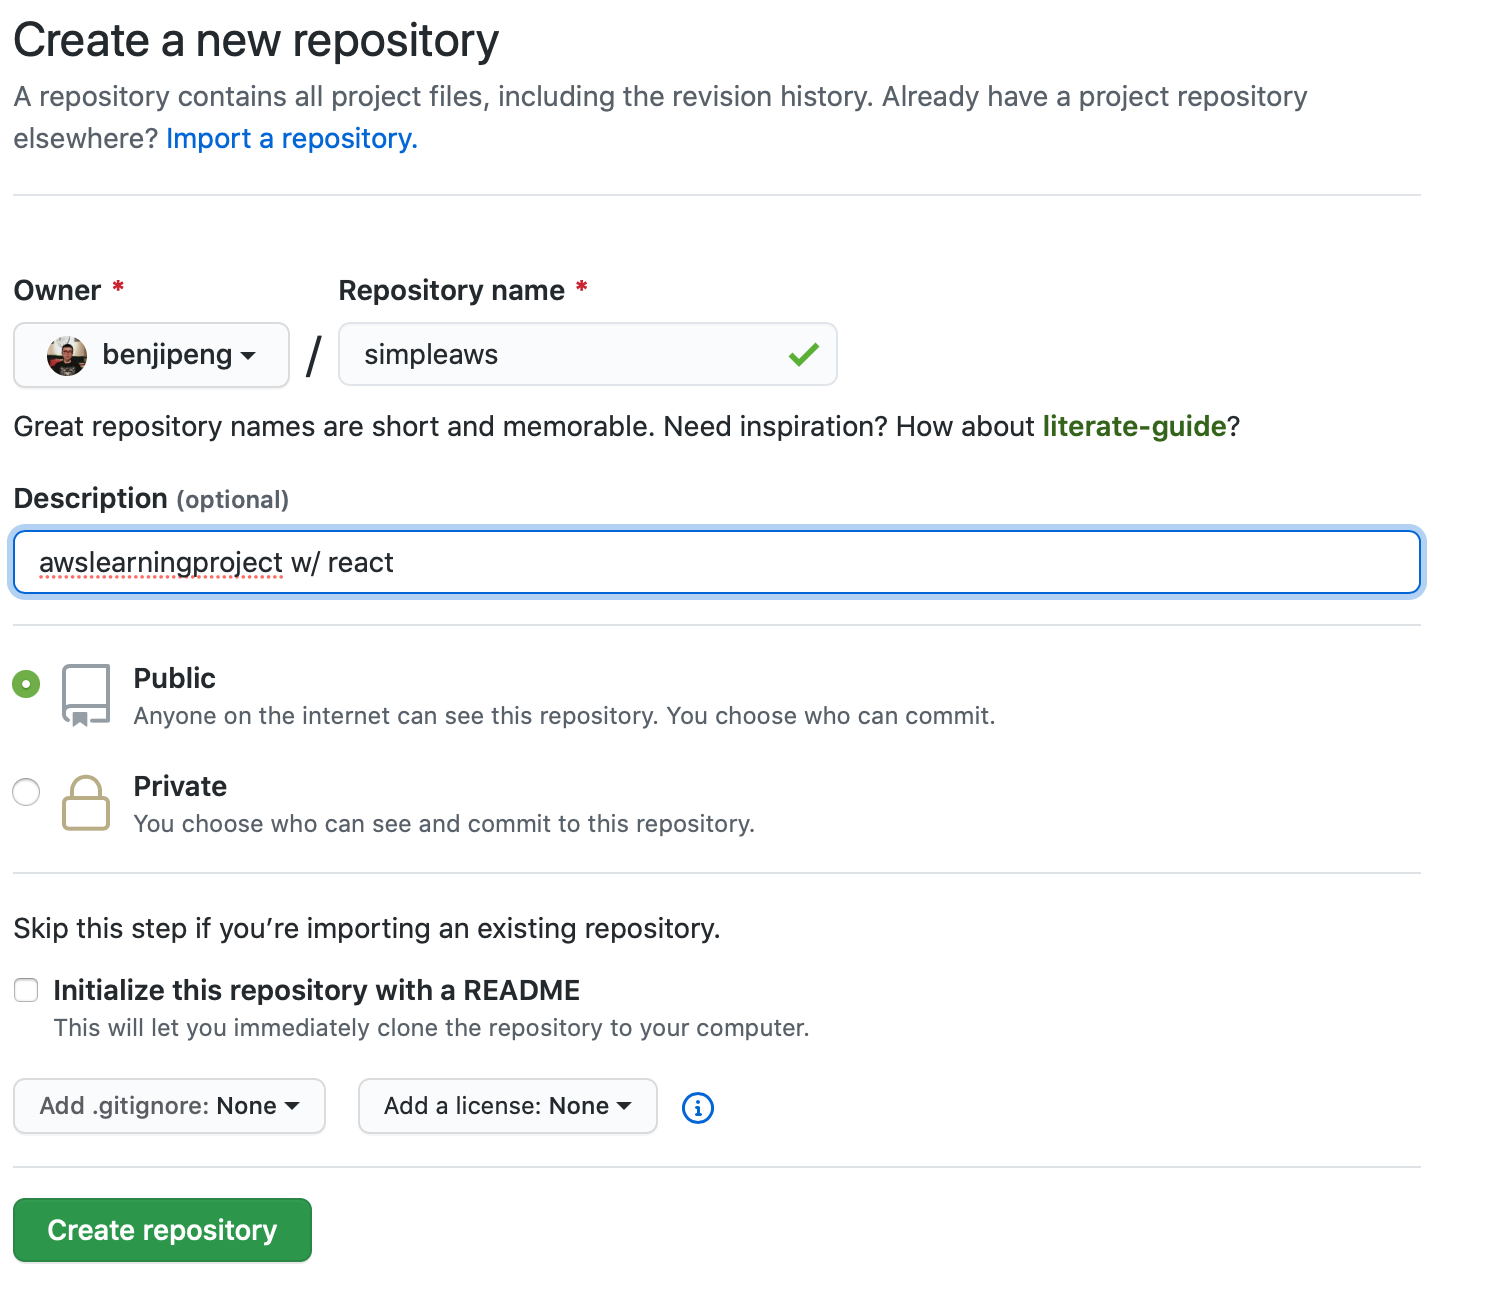 Create a new repository
A repository contains all project files, including the revision history. Already have a project repository
elsewhere? Import a repository.
Owner * Repository name *
benjipeng / simpleaws
Great repository names are short and memorable. Need inspiration? How about literate-guide?
Description (optional)
awslearningproject w/ react
Public
Anyone on the internet can see this repository. You choose who can commit.
Private
You choose who can see and commit to this repository.
Skip this step if you’re importing an existing repository.
Initialize this repository with a README
This will let you immediately clone the repository to your computer.
Add .gitignore: None Add a license: None
Create repository